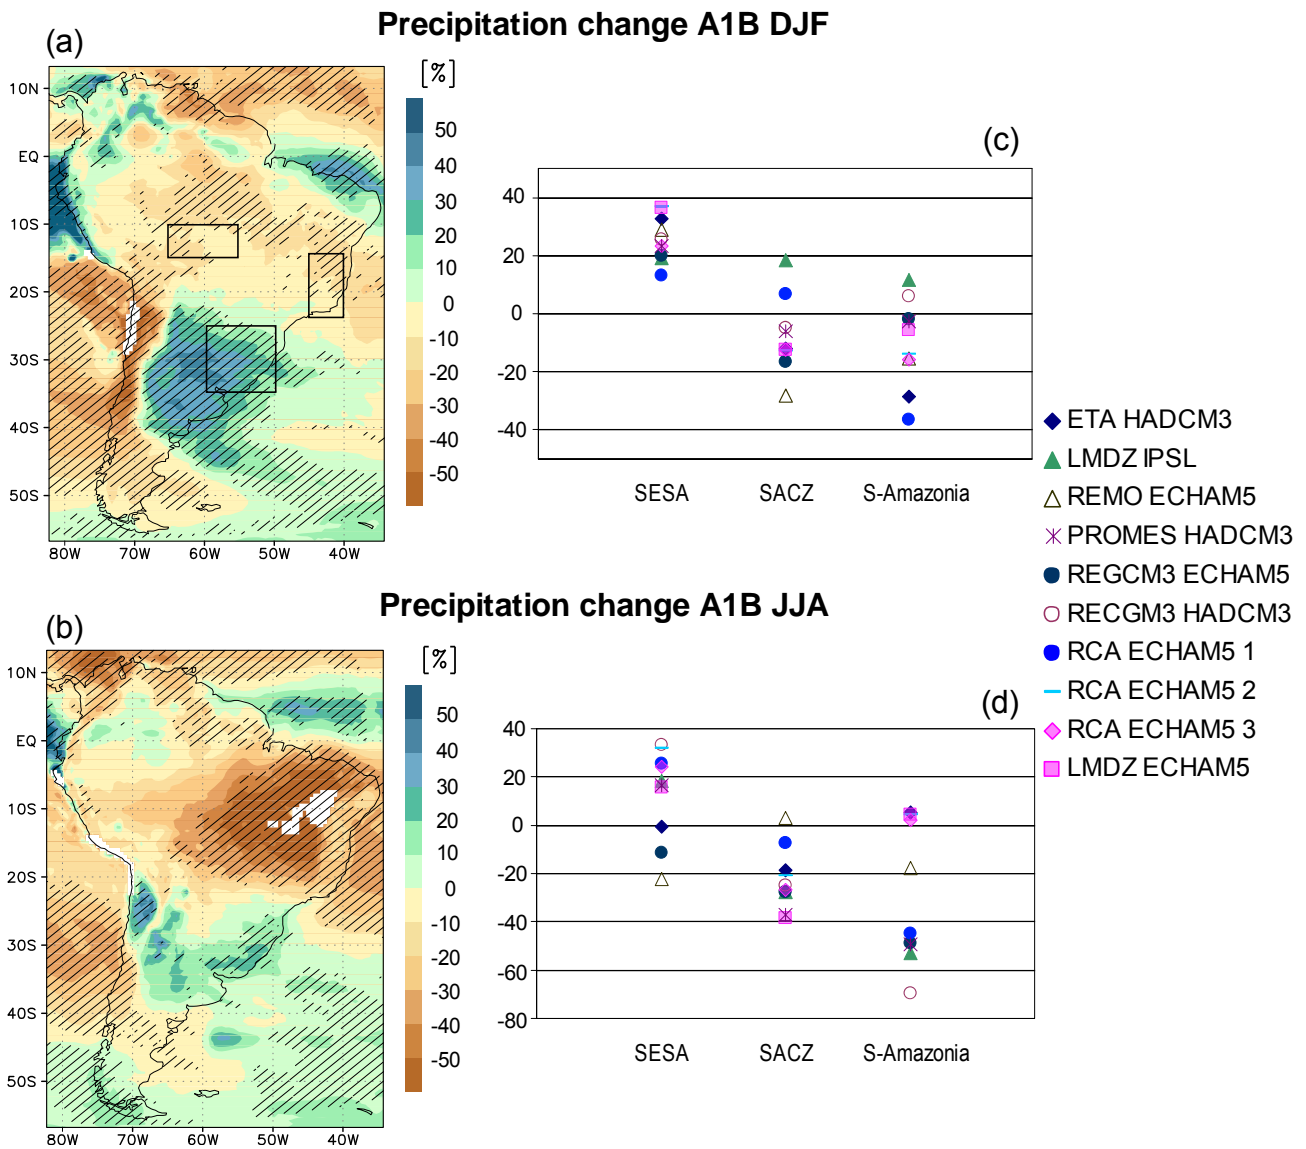 Precipitation change A1B DJF
(a)
[%]
10N
EQ
10S
20S
30S
40S
50S
80W 70W 60W 50W 40W
50
40
30
20
10
0
-10
-20
-30
-40
-50
(c)
40
20
0
-20
-40
SESA SACZ S-Amazonia
ETA HADCM3
LMDZ IPSL
REMO ECHAM5
PROMES HADCM3
REGCM3 ECHAM5
RECGM3 HADCM3
RCA ECHAM5 1
RCA ECHAM5 2
RCA ECHAM5 3
LMDZ ECHAM5
Precipitation change A1B JJA
(b)
[%]
10N
EQ
10S
20S
30S
40S
50S
80W 70W 60W 50W 40W
50
40
30
20
10
0
-10
-20
-30
-40
-50
(d)
40
20
0
-20
-40
-60
-80
SESA SACZ S-Amazonia